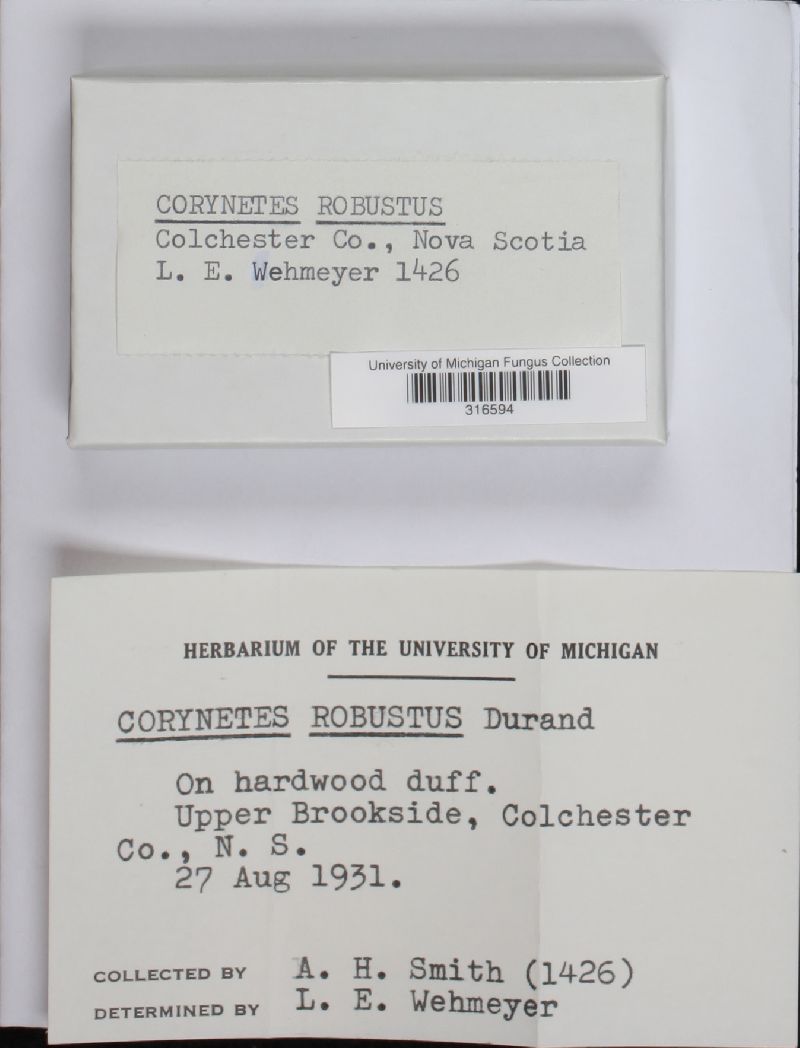 CORYNETES ROBUSTUS
Colchester Co., Nova Scotia
L. E. Wehmeyer 1426
University of Michigan Fungus Collection
316594
HERBARIUM OF THE UNIVERSITY OF MICHIGAN
CORYNETES ROBUSTUS Durand
On hardwood duff.
Upper Brookside, Colchester
Co., N. S.
27 Aug 1931.
COLLECTED BY A. H. Smith (1426)
DETERMINED BY L. E. Wehmeyer